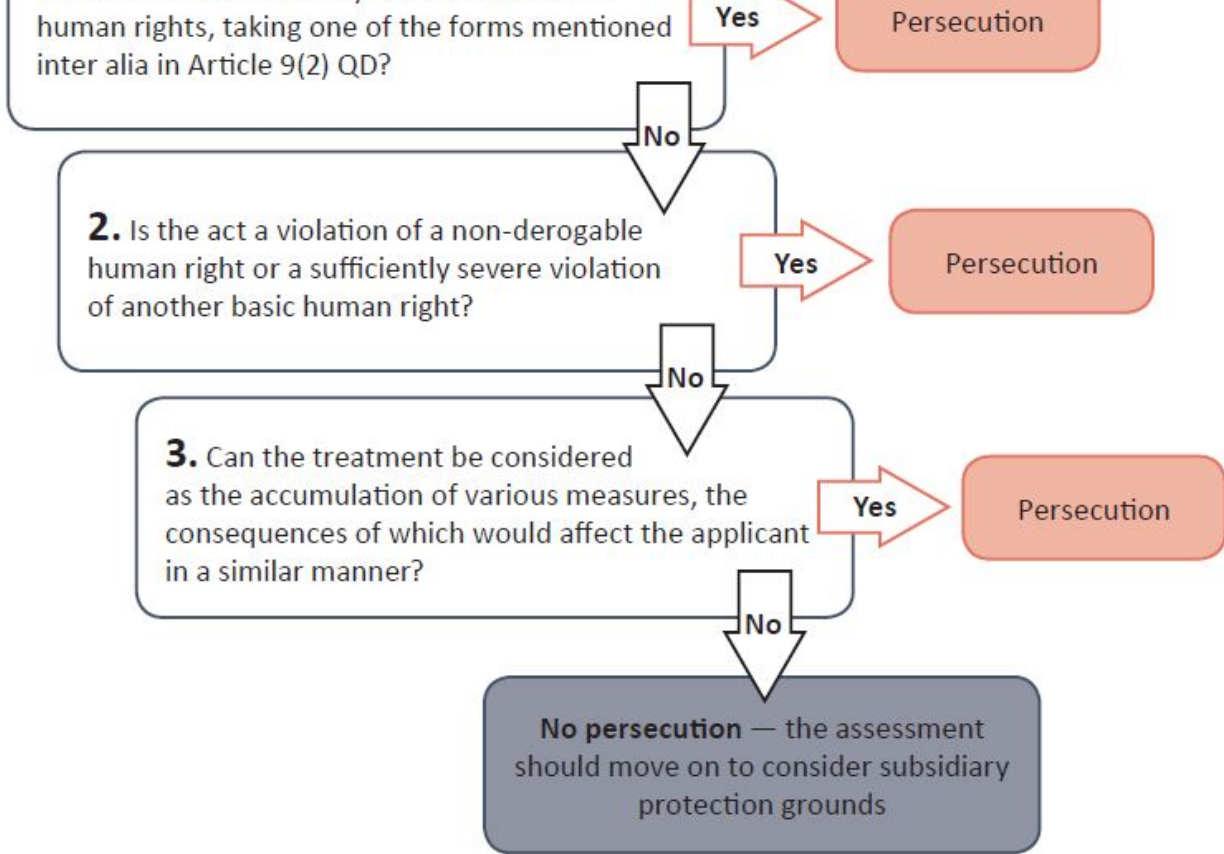 human rights, taking one of the forms mentioned
inter alia in Article 9(2) QD?
Yes
Persecution
No
2. Is the act a violation of a non-derogable
human right or a sufficiently severe violation
of another basic human right?
Yes
Persecution
No
3. Can the treatment be considered
as the accumulation of various measures, the
consequences of which would affect the applicant
in a similar manner?
Yes
Persecution
No
No persecution — the assessment
should move on to consider subsidiary
protection grounds